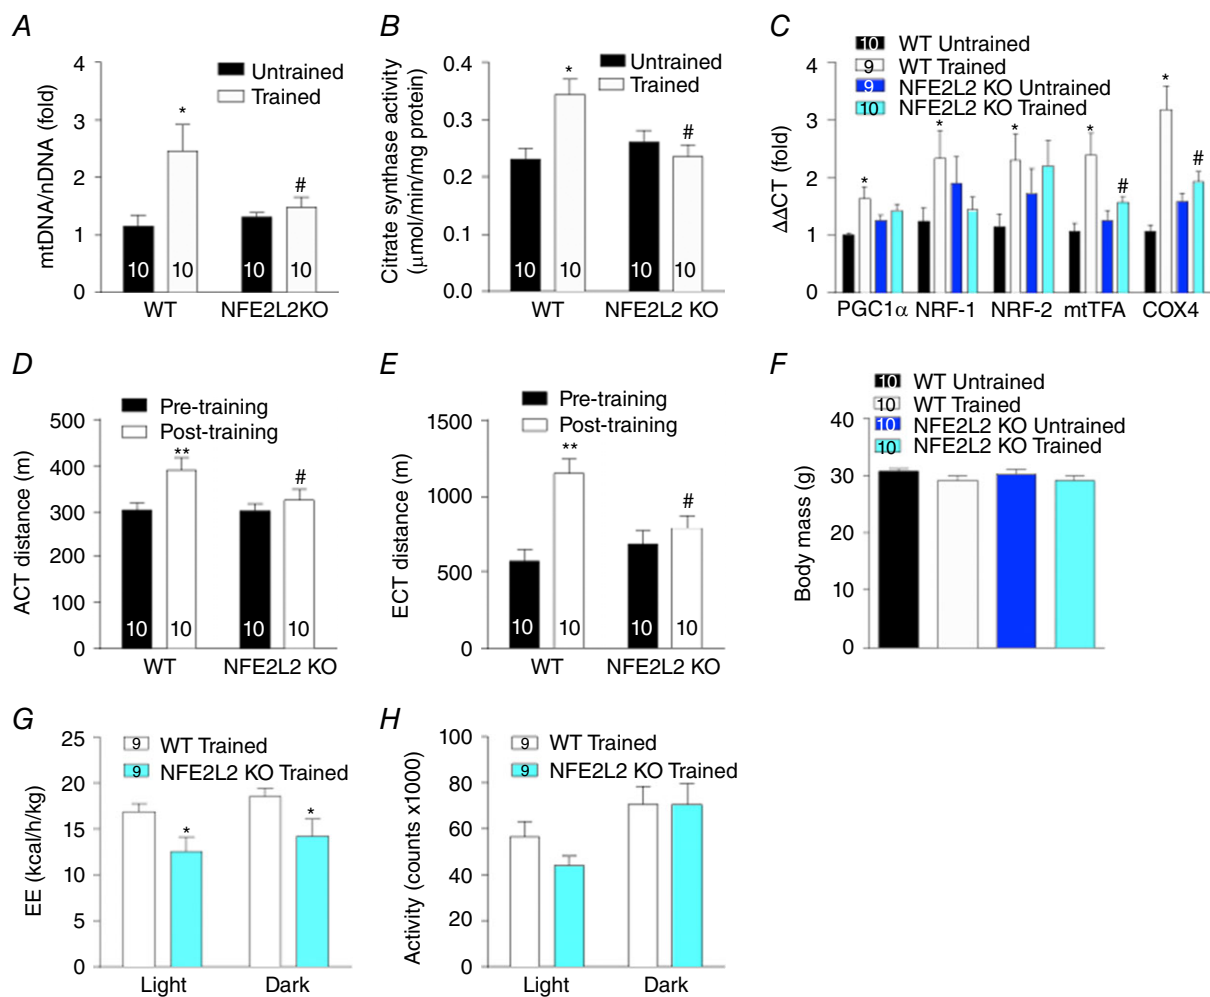 A
mtDNA/nDNA (fold)
4
3
2
1
0
Untrained
Trained
*
#
10
10
10
10
WT
NFE2L2KO
B
Citrate synthase activity
(μmol/min/mg protein)
0.4
0.3
0.2
0.1
0.0
Untrained
Trained
*
#
10
10
10
10
WT
NFE2L2 KO
C
10 WT Untrained
9 WT Trained
9 NFE2L2 KO Untrained
10 NFE2L2 KO Trained
ΔΔCT (fold)
4
3
2
1
0
*
*
*
*
#
*
#
PGC1α
NRF-1
NRF-2
mtTFA
COX4
D
Pre-training
Post-training
ACT distance (m)
500
400
300
200
100
0
**
#
10
10
10
10
WT
NFE2L2 KO
E
Pre-training
Post-training
ECT distance (m)
1500
1000
500
0
**
#
10
10
10
10
WT
NFE2L2 KO
F
10 WT Untrained
10 WT Trained
10 NFE2L2 KO Untrained
10 NFE2L2 KO Trained
Body mass (g)
40
30
20
10
0
G
9 WT Trained
9 NFE2L2 KO Trained
EE (kcal/h/kg)
25
20
15
10
5
0
*
*
Light
Dark
H
9 WT Trained
9 NFE2L2 KO Trained
Activity (counts x1000)
100
80
60
40
20
0
Light
Dark